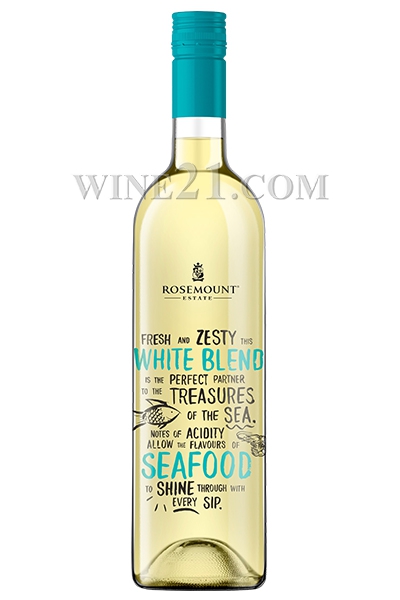 WINE21.COM
ROSEMOUNT
ESTATE
FRESH AND ZESTY THIS
WHITE BLEND
IS THE PERFECT PARTNER
TO THE TREASURES
OF THE SEA.
NOTES OF ACIDITY
ALLOW THE FLAVOURS OF
SEAFOOD
TO SHINE THROUGH WITH
EVERY SIP.